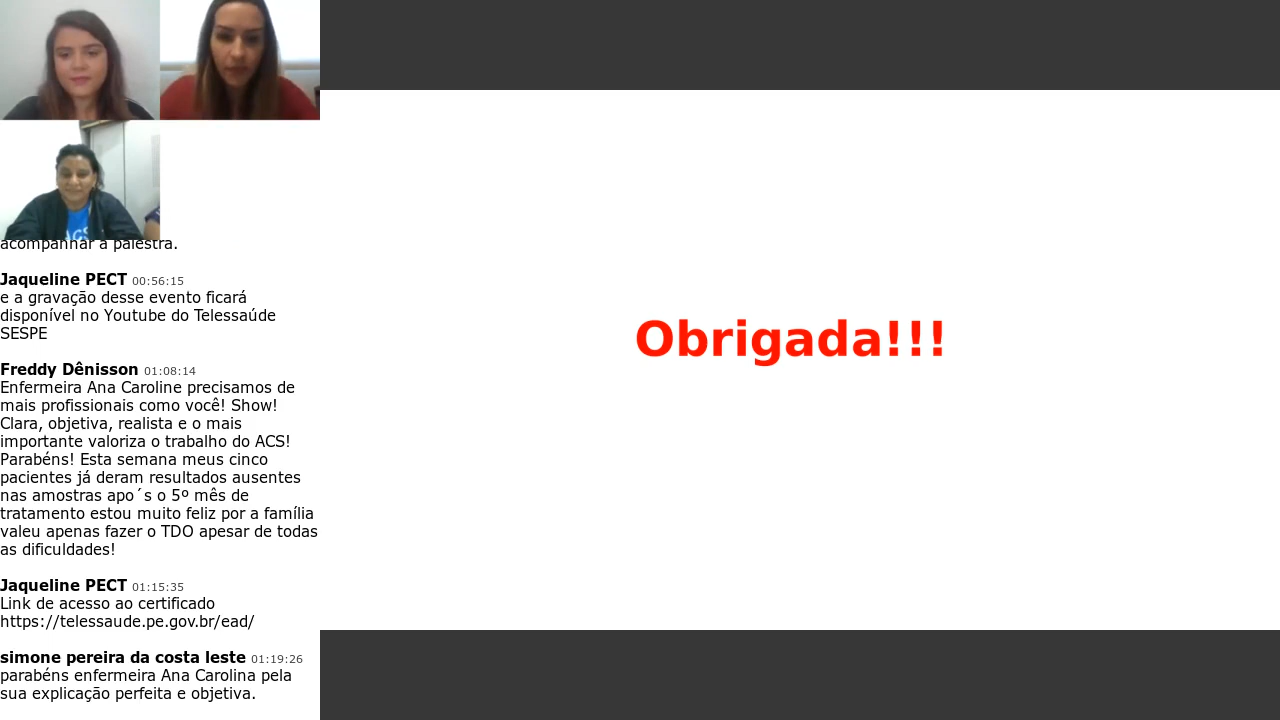 ACS
acompanhar a palestra.
Jaqueline PECT 00:56:15
e a gravação desse evento ficará
disponível no Youtube do Telessaúde
SESPE
Freddy Dênisson 01:08:14
Enfermeira Ana Caroline precisamos de
mais profissionais como você! Show!
Clara, objetiva, realista e o mais
importante valoriza o trabalho do ACS!
Parabéns! Esta semana meus cinco
pacientes já deram resultados ausentes
nas amostras apo´s o 5º mês de
tratamento estou muito feliz por a família
valeu apenas fazer o TDO apesar de todas
as dificuldades!
Jaqueline PECT 01:15:35
Link de acesso ao certificado
https://telessaude.pe.gov.br/ead/
simone pereira da costa leste 01:19:26
parabéns enfermeira Ana Carolina pela
sua explicação perfeita e objetiva.
Obrigada!!!